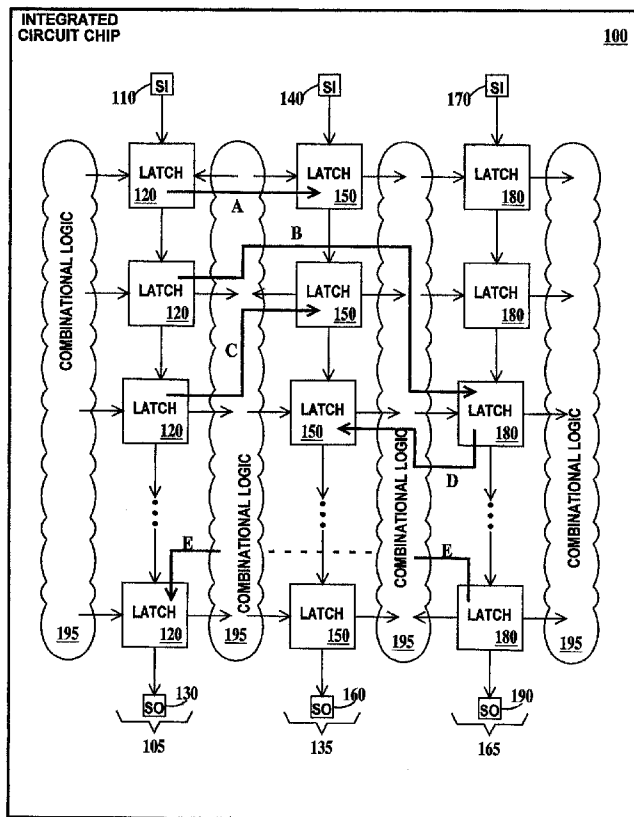 INTEGRATED
CIRCUIT CHIP
100
110
SI
140
SI
170
SI
COMBINATIONAL LOGIC
LATCH
120
A
LATCH
150
LATCH
180
B
LATCH
120
LATCH
150
LATCH
180
C
LATCH
120
LATCH
150
LATCH
180
D
COMBINATIONAL LOGIC
COMBINATIONAL LOGIC
COMBINATIONAL LOGIC
E
E
195
LATCH
120
195
LATCH
150
195
LATCH
180
195
SO
130
SO
160
SO
190
105
135
165